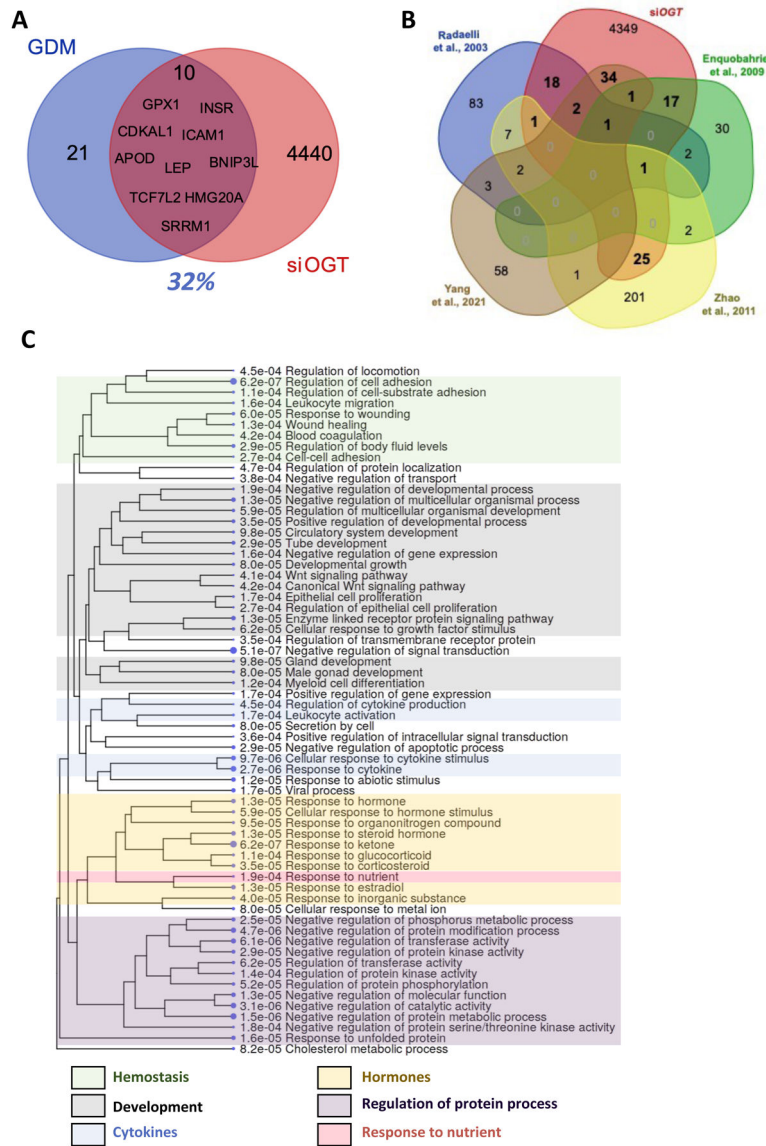 A
GDM
10
GPX1
INSR
CDKAL1
ICAM1
21
APOD
LEP
BNIP3L
4440
TCF7L2 HMG20A
SRRM1
siOGT
32%
B
Radaelli
et al., 2003
siOGT
4349
Enquobahrie
et al., 2009
18
34
1
17
83
2
1
1
30
7
0
0
2
2
0
1
3
0
0
0
0
2
0
0
0
25
58
1
201
Yang
et al., 2021
Zhao
et al., 2011
C
4.5e-04 Regulation of locomotion
6.2e-07 Regulation of cell adhesion
1.1e-04 Regulation of cell-substrate adhesion
1.6e-04 Leukocyte migration
6.0e-05 Response to wounding
1.3e-04 Wound healing
4.2e-04 Blood coagulation
2.9e-05 Regulation of body fluid levels
2.7e-04 Cell-cell adhesion
4.7e-04 Regulation of protein localization
3.8e-04 Negative regulation of transport
1.9e-04 Negative regulation of developmental process
1.3e-05 Negative regulation of multicellular organismal process
5.9e-05 Regulation of multicellular organismal development
3.5e-05 Positive regulation of developmental process
9.8e-05 Circulatory system development
2.9e-05 Tube development
1.6e-04 Negative regulation of gene expression
8.0e-05 Developmental growth
4.1e-04 Wnt signaling pathway
4.2e-04 Canonical Wnt signaling pathway
1.7e-04 Epithelial cell proliferation
2.7e-04 Regulation of epithelial cell proliferation
1.3e-05 Enzyme linked receptor protein signaling pathway
6.2e-05 Cellular response to growth factor stimulus
3.5e-04 Regulation of transmembrane receptor protein
5.1e-07 Negative regulation of signal transduction
9.8e-05 Gland development
8.0e-05 Male gonad development
1.2e-04 Myeloid cell differentiation
1.7e-04 Positive regulation of gene expression
4.5e-04 Regulation of cytokine production
1.7e-04 Leukocyte activation
8.0e-05 Secretion by cell
3.6e-04 Positive regulation of intracellular signal transduction
2.9e-05 Negative regulation of apoptotic process
9.7e-06 Cellular response to cytokine stimulus
2.7e-06 Response to cytokine
1.2e-05 Response to abiotic stimulus
1.7e-05 Viral process
1.3e-05 Response to hormone
5.9e-05 Cellular response to hormone stimulus
9.5e-05 Response to organonitrogen compound
1.3e-05 Response to steroid hormone
6.2e-07 Response to ketone
1.1e-04 Response to glucocorticoid
3.5e-05 Response to corticosteroid
1.9e-04 Response to nutrient
1.3e-05 Response to estradiol
4.0e-05 Response to inorganic substance
8.0e-05 Cellular response to metal ion
2.5e-05 Negative regulation of phosphorus metabolic process
4.7e-06 Negative regulation of protein modification process
6.1e-06 Negative regulation of transferase activity
2.9e-05 Negative regulation of protein kinase activity
6.2e-05 Regulation of transferase activity
1.4e-04 Regulation of protein kinase activity
5.2e-05 Regulation of protein phosphorylation
1.3e-05 Negative regulation of molecular function
3.1e-06 Negative regulation of catalytic activity
1.5e-06 Negative regulation of protein metabolic process
1.8e-04 Negative regulation of protein serine/threonine kinase activity
1.6e-05 Response to unfolded protein
8.2e-05 Cholesterol metabolic process
Hemostasis
Hormones
Development
Regulation of protein process
Cytokines
Response to nutrient